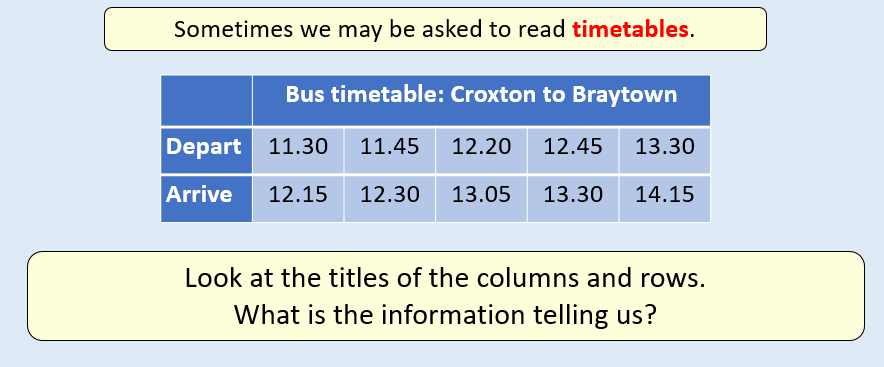 Sometimes we may be asked to read timetables.
Bus timetable: Croxton to Braytown
Depart 11.30 11.45 12.20 12.45 13.30
Arrive 12.15 12.30 13.05 13.30 14.15
Look at the titles of the columns and rows.
What is the information telling us?